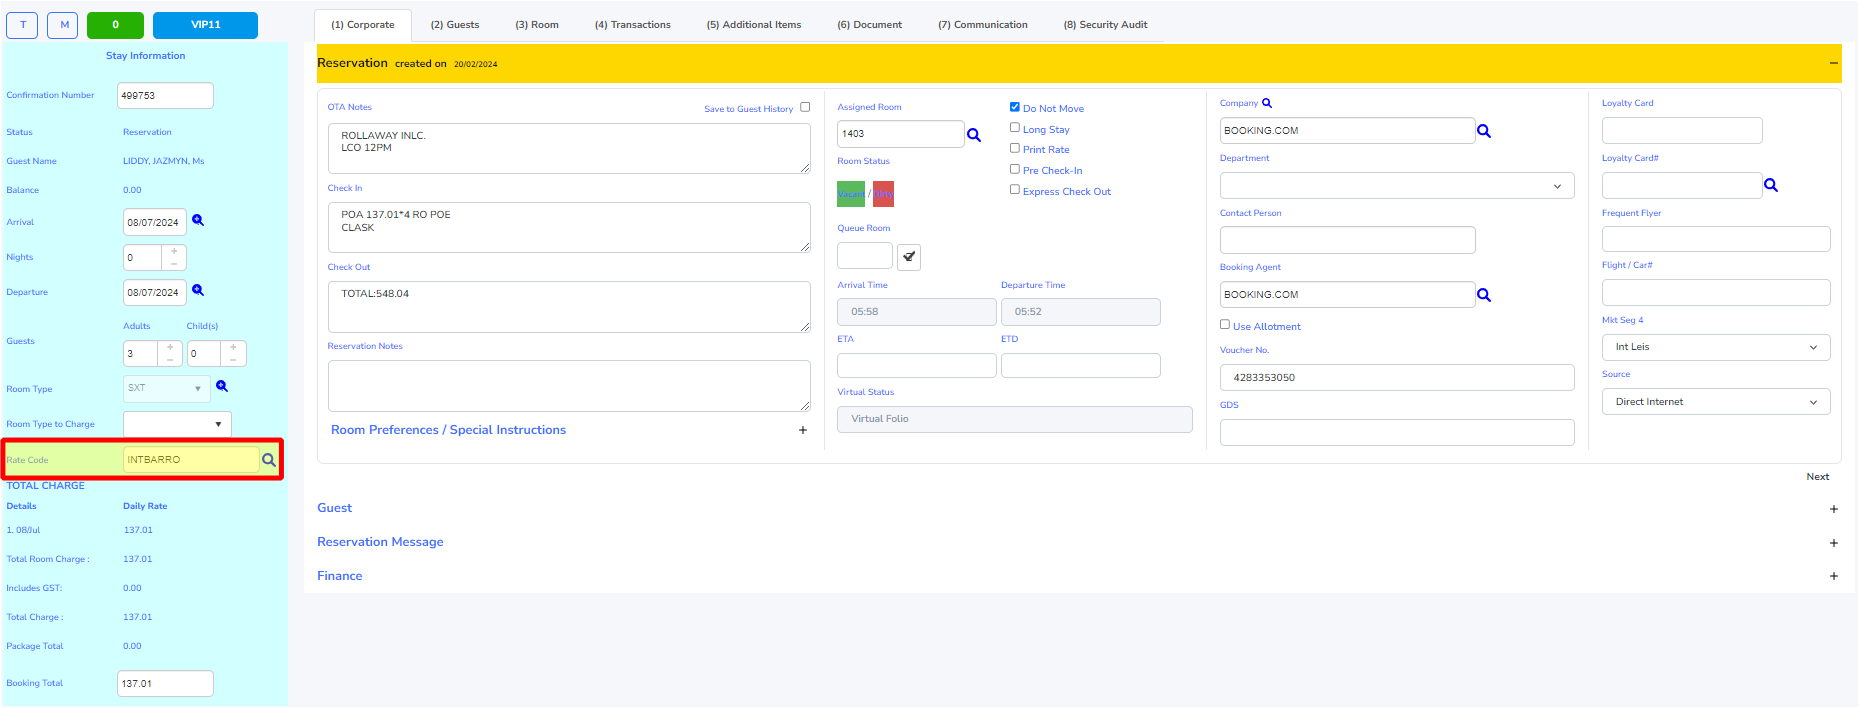 T M 0 VIP11
Stay Information
Confirmation Number 499753
Status Reservation
Guest Name LIDDY, JAZMYN, Ms
Balance 0.00
Arrival 08/07/2024
Nights 0
Departure 08/07/2024
Adults Child(s)
Guests 3 0
Room Type SXT
Room Type to Charge
Rate Code INTBARRO
TOTAL CHARGE
Details Daily Rate
1. 08/Jul 137.01
Total Room Charge : 137.01
Includes GST: 0.00
Total Charge : 137.01
Package Total 0.00
Booking Total 137.01
(1) Corporate (2) Guests (3) Room (4) Transactions (5) Additional Items (6) Document (7) Communication (8) Security Audit
Reservation created on 20/02/2024
OTA Notes Save to Guest History
ROLLAWAY INLC.
LCO 12PM
Check In
POA 137.01*4 RO POE
CLASK
Check Out
TOTAL:548.04
Reservation Notes
Room Preferences / Special Instructions +
Assigned Room
1403
Room Status
Vacant / Dirty
Queue Room
Arrival Time Departure Time
05:58 05:52
ETA ETD
Virtual Status
Virtual Folio
Do Not Move
Long Stay
Print Rate
Pre Check-In
Express Check Out
Company
BOOKING.COM
Department
Contact Person
Booking Agent
BOOKING.COM
Use Allotment
Voucher No.
4283353050
GDS
Loyalty Card
Loyalty Card#
Frequent Flyer
Flight / Car#
Mkt Seg 4
Int Leis
Source
Direct Internet
Next
Guest +
Reservation Message +
Finance +